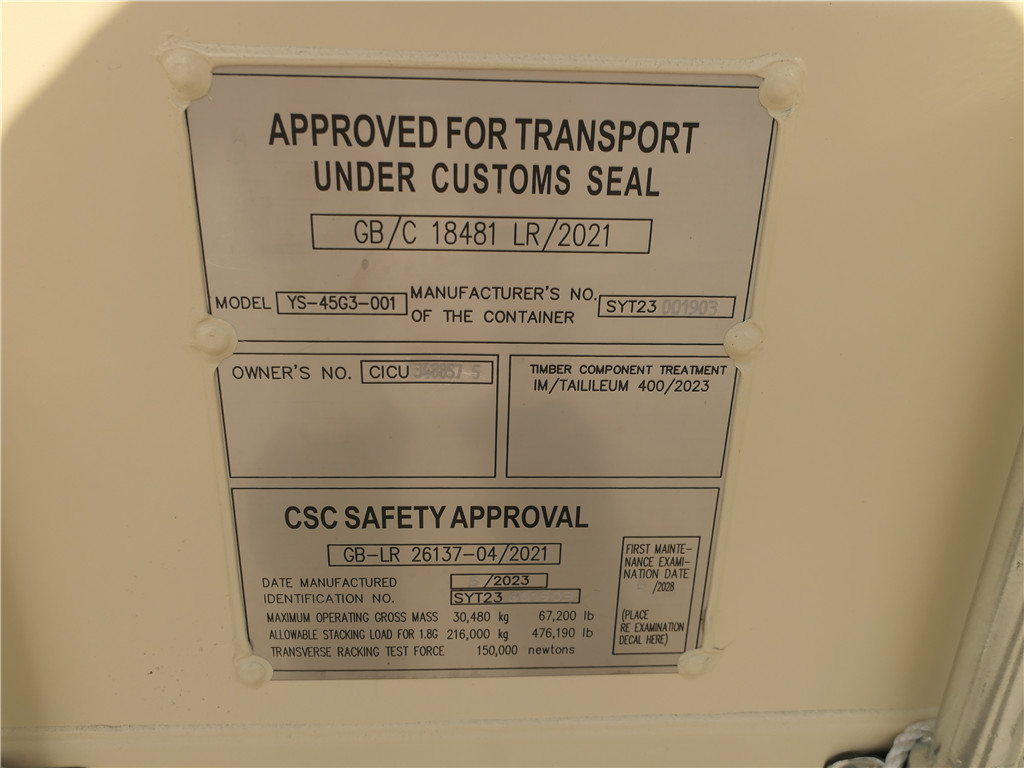 APPROVED FOR TRANSPORT
UNDER CUSTOMS SEAL
GB/C 18481 LR/2021
MODEL YS-45G3-001 MANUFACTURER'S NO. OF THE CONTAINER SYT23 001903
OWNER'S NO. CICU
TIMBER COMPONENT TREATMENT
IM/TAILILEUM 400/2023
CSC SAFETY APPROVAL
GB-LR 26137-04/2021
DATE MANUFACTURED /2023
IDENTIFICATION NO. SYT23
MAXIMUM OPERATING GROSS MASS 30,480 kg 67,200 lb
ALLOWABLE STACKING LOAD FOR 1.8G 216,000 kg 476,190 lb
TRANSVERSE RACKING TEST FORCE 150,000 newtons
FIRST MAINTE-
NANCE EXAMI-
NATION DATE
/2028
(PLACE
RE EXAMINATION
DECAL HERE)